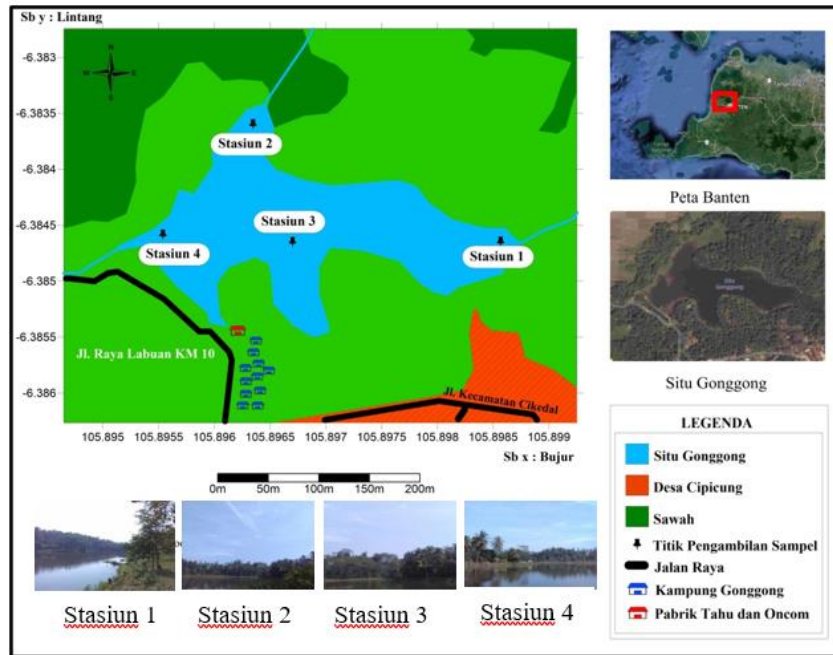 Sb y : Lintang
-6.383
-6.3835
-6.384
-6.3845
-6.385
-6.3855
-6.386
N
Stasiun 2
Stasiun 3
Stasiun 4
Stasiun 1
Jl. Raya Labuan KM 10
Jl. Kecamatan Cikedal
105.895
105.8955
105.896
105.8965
105.897
105.8975
105.898
105.8985
105.899
Sb x : Bujur
0m
50m
100m
150m
200m
Stasiun 1
Stasiun 2
Stasiun 3
Stasiun 4
Peta Banten
Situ
Gonggong
Situ Gonggong
LEGENDA
Situ Gonggong
Desa Cipicung
Sawah
Titik Pengambilan Sampel
Jalan Raya
Kampung Gonggong
Pabrik Tahu dan Oncom